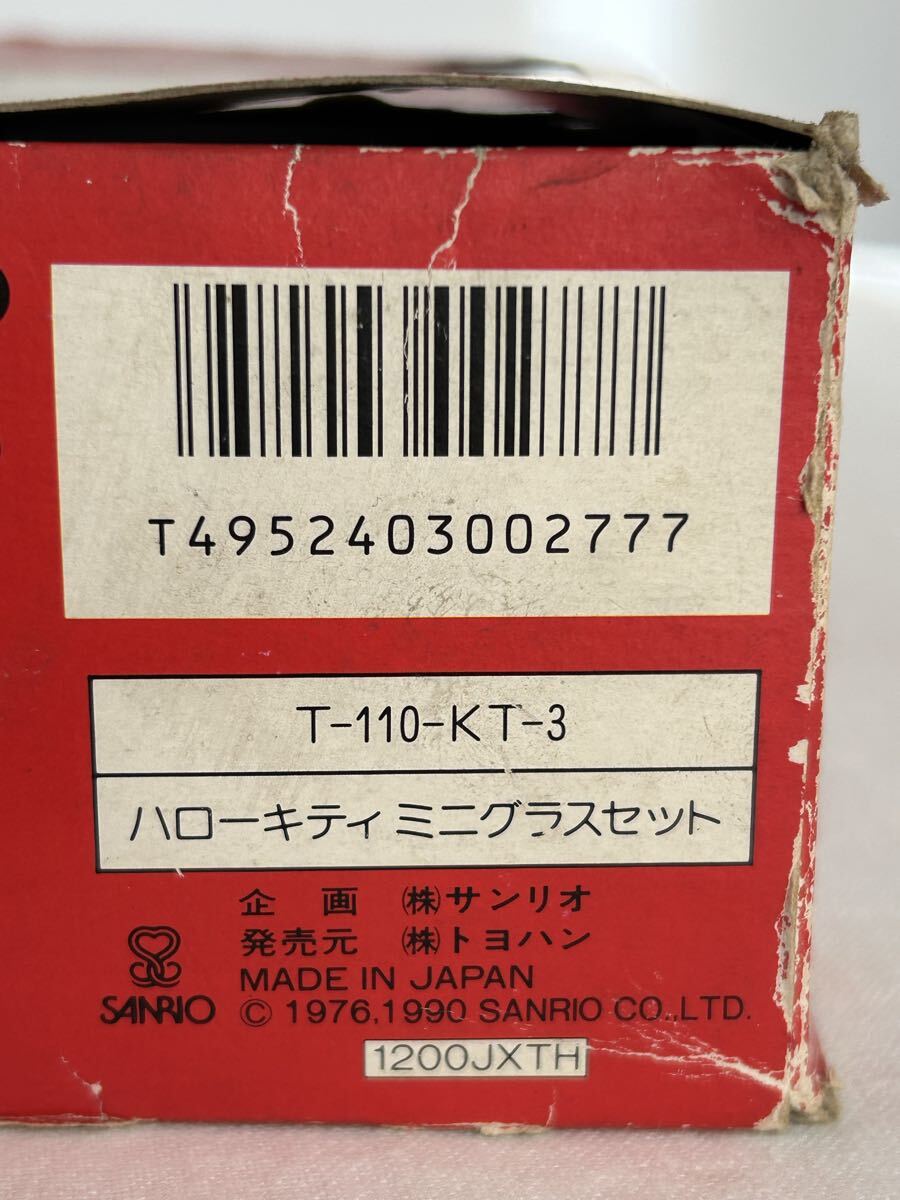 T4952403002777
T-110-KT-3
ハローキティ ミニグラスセット
企　画　㈱サンリオ
発売元　㈱トヨハン
MADE IN JAPAN
SANRIO
© 1976,1990 SANRIO CO.,LTD.
1200JXTH